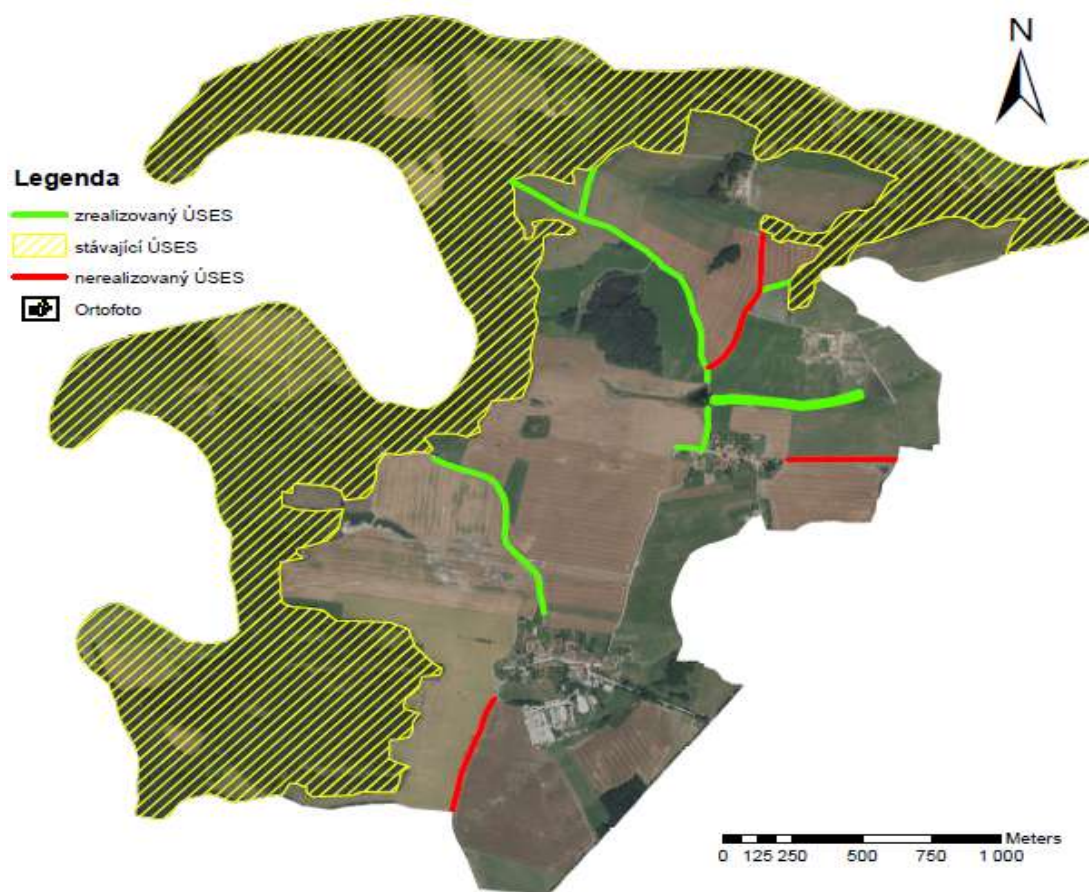 N
Legenda
zrealizovaný ÚSES
stávající ÚSES
nerealizovaný ÚSES
Ortofoto
Meters
0 125 250 500 750 1 000